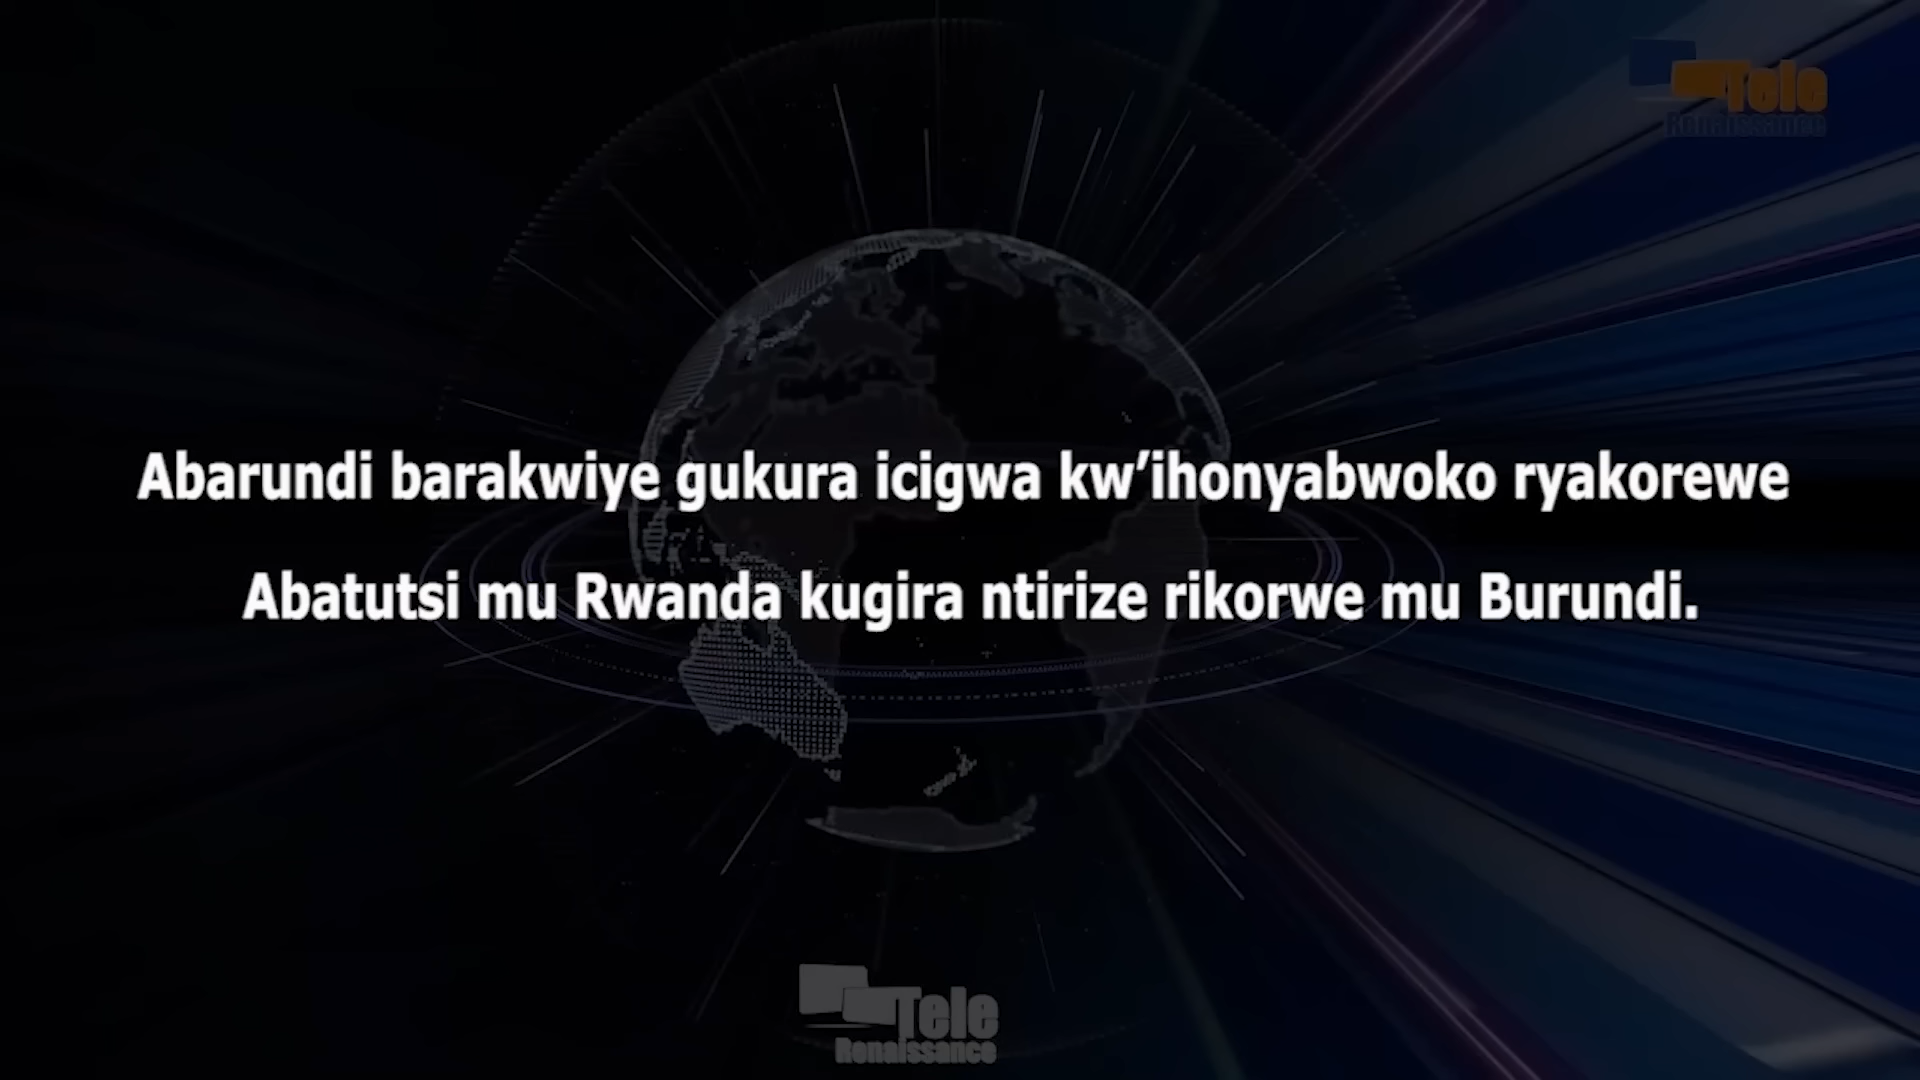 Tele
Renaissance
Abarundi barakwiye gukura icigwa kw’ihonyabwoko ryakorewe
Abatutsi mu Rwanda kugira ntirize rikorwe mu Burundi.
Tele
Renaissance